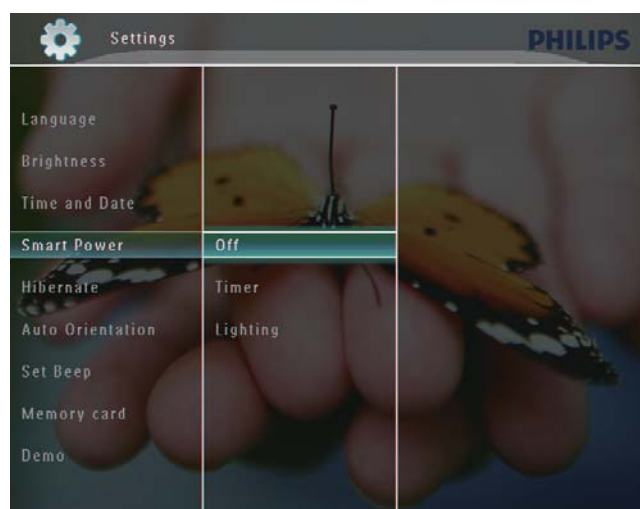 Settings
PHILIPS
Language
Brightness
Time and Date
Smart Power
Hibernate
Auto Orientation
Set Beep
Memory card
Demo
Off
Timer
Lighting